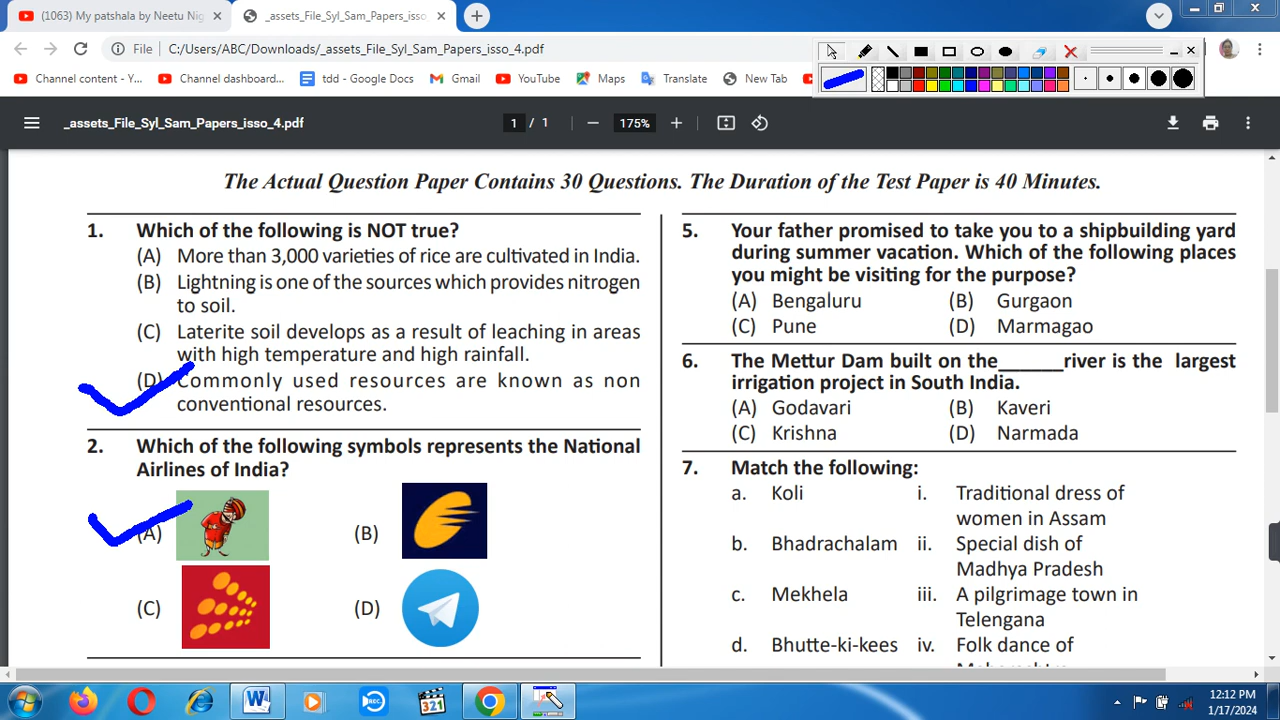 (1063) My patshala by Neetu Nig
_assets_File_Syl_Sam_Papers_isso_4.pdf
File C:/Users/ABC/Downloads/_assets_File_Syl_Sam_Papers_isso_4.pdf
Channel content - Y...
Channel dashboard...
Ebd - Google Docs
Gmail
YouTube
Maps
Translate
New Tab
_assets_File_Syl_Sam_Papers_isso_4.pdf
1 / 1
175%
The Actual Question Paper Contains 30 Questions. The Duration of the Test Paper is 40 Minutes.
1. Which of the following is NOT true?
(A) More than 3,000 varieties of rice are cultivated in India.
(B) Lightning is one of the sources which provides nitrogen
to soil.
(C) Laterite soil develops as a result of leaching in areas
with high temperature and high rainfall.
(D) Commonly used resources are known as non
conventional resources.
2. Which of the following symbols represents the National
Airlines of India?
(A)
(B)
(C)
(D)
5. Your father promised to take you to a shipbuilding yard
during summer vacation. Which of the following places
you might be visiting for the purpose?
(A) Bengaluru (B) Gurgaon
(C) Pune (D) Marmagao
6. The Mettur Dam built on the______river is the largest
irrigation project in South India.
(A) Godavari (B) Kaveri
(C) Krishna (D) Narmada
7. Match the following:
a. Koli i. Traditional dress of
women in Assam
b. Bhadrachalam ii. Special dish of
Madhya Pradesh
c. Mekhela iii. A pilgrimage town in
Telengana
d. Bhutte-ki-kees iv. Folk dance of
REC
321
12:12 PM
1/17/2024